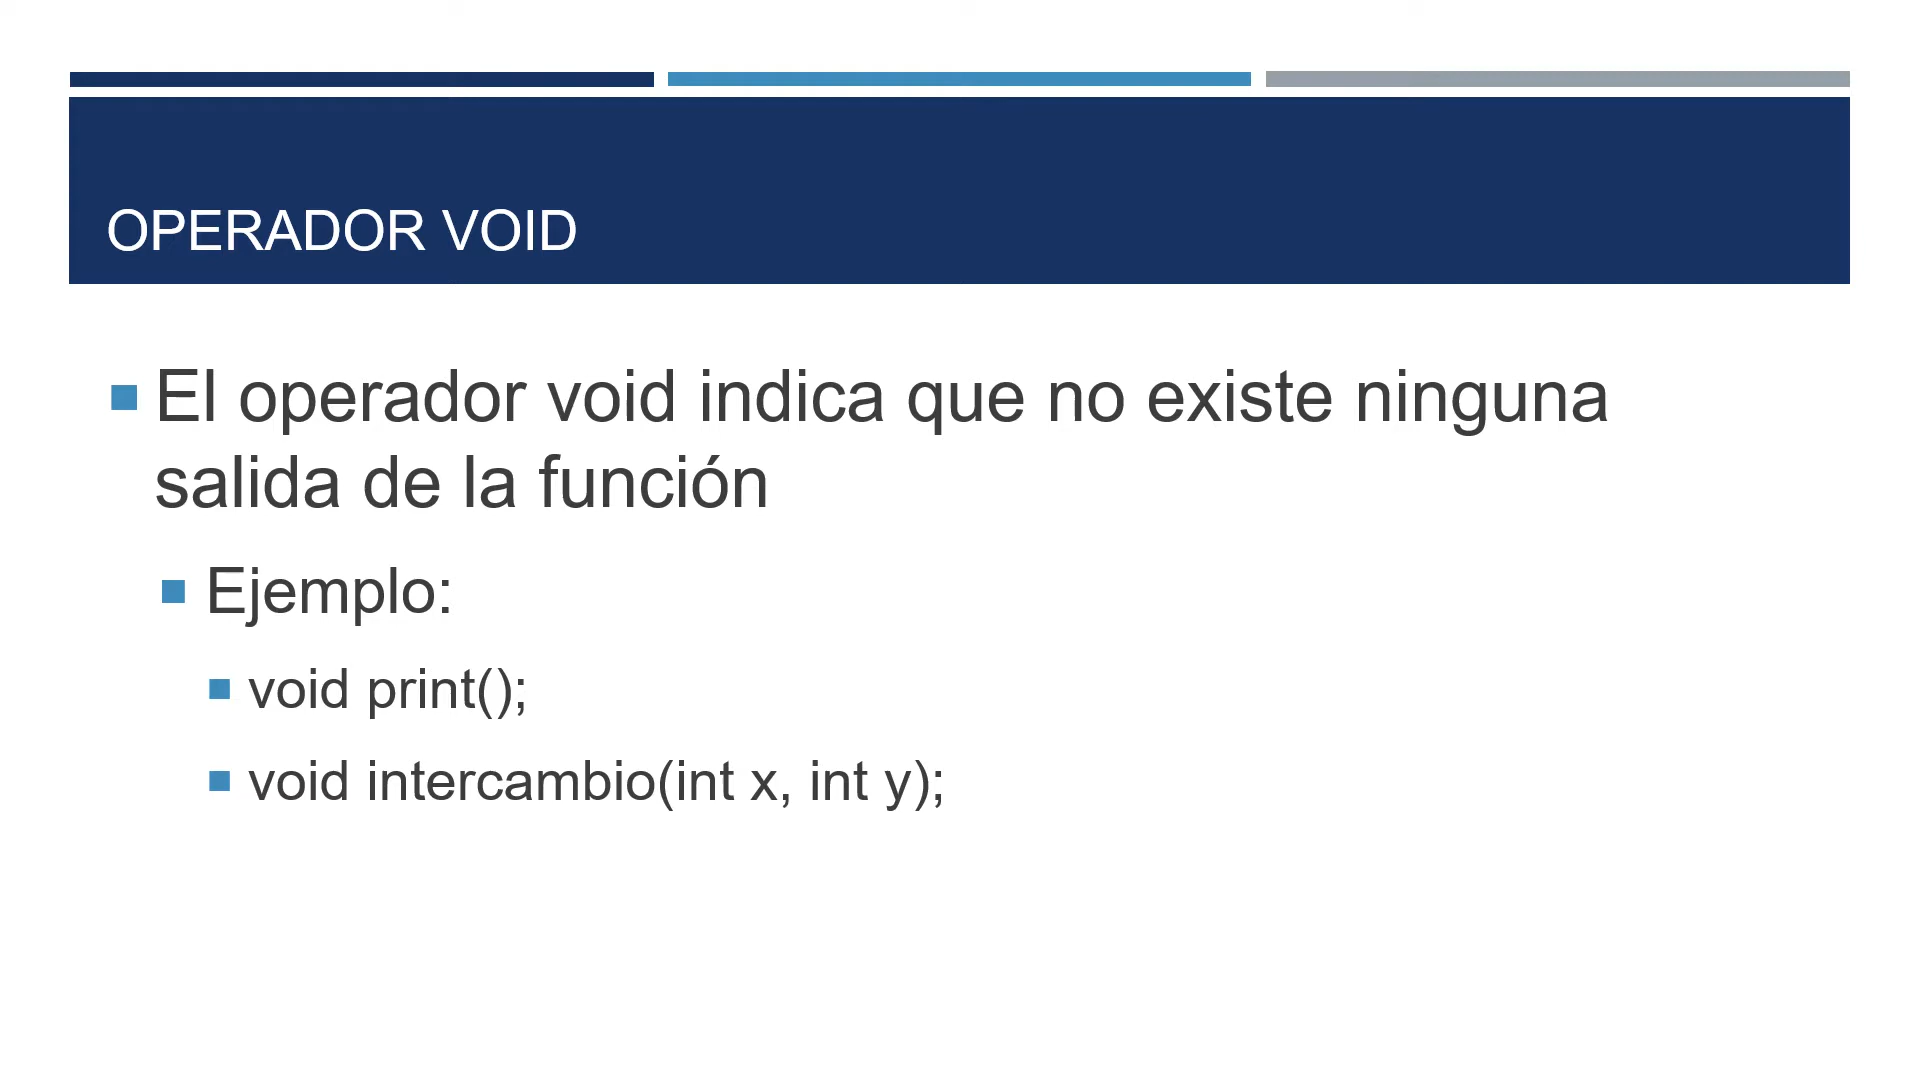 OPERADOR VOID
El operador void indica que no existe ninguna
salida de la función
Ejemplo:
void print();
void intercambio(int x, int y);